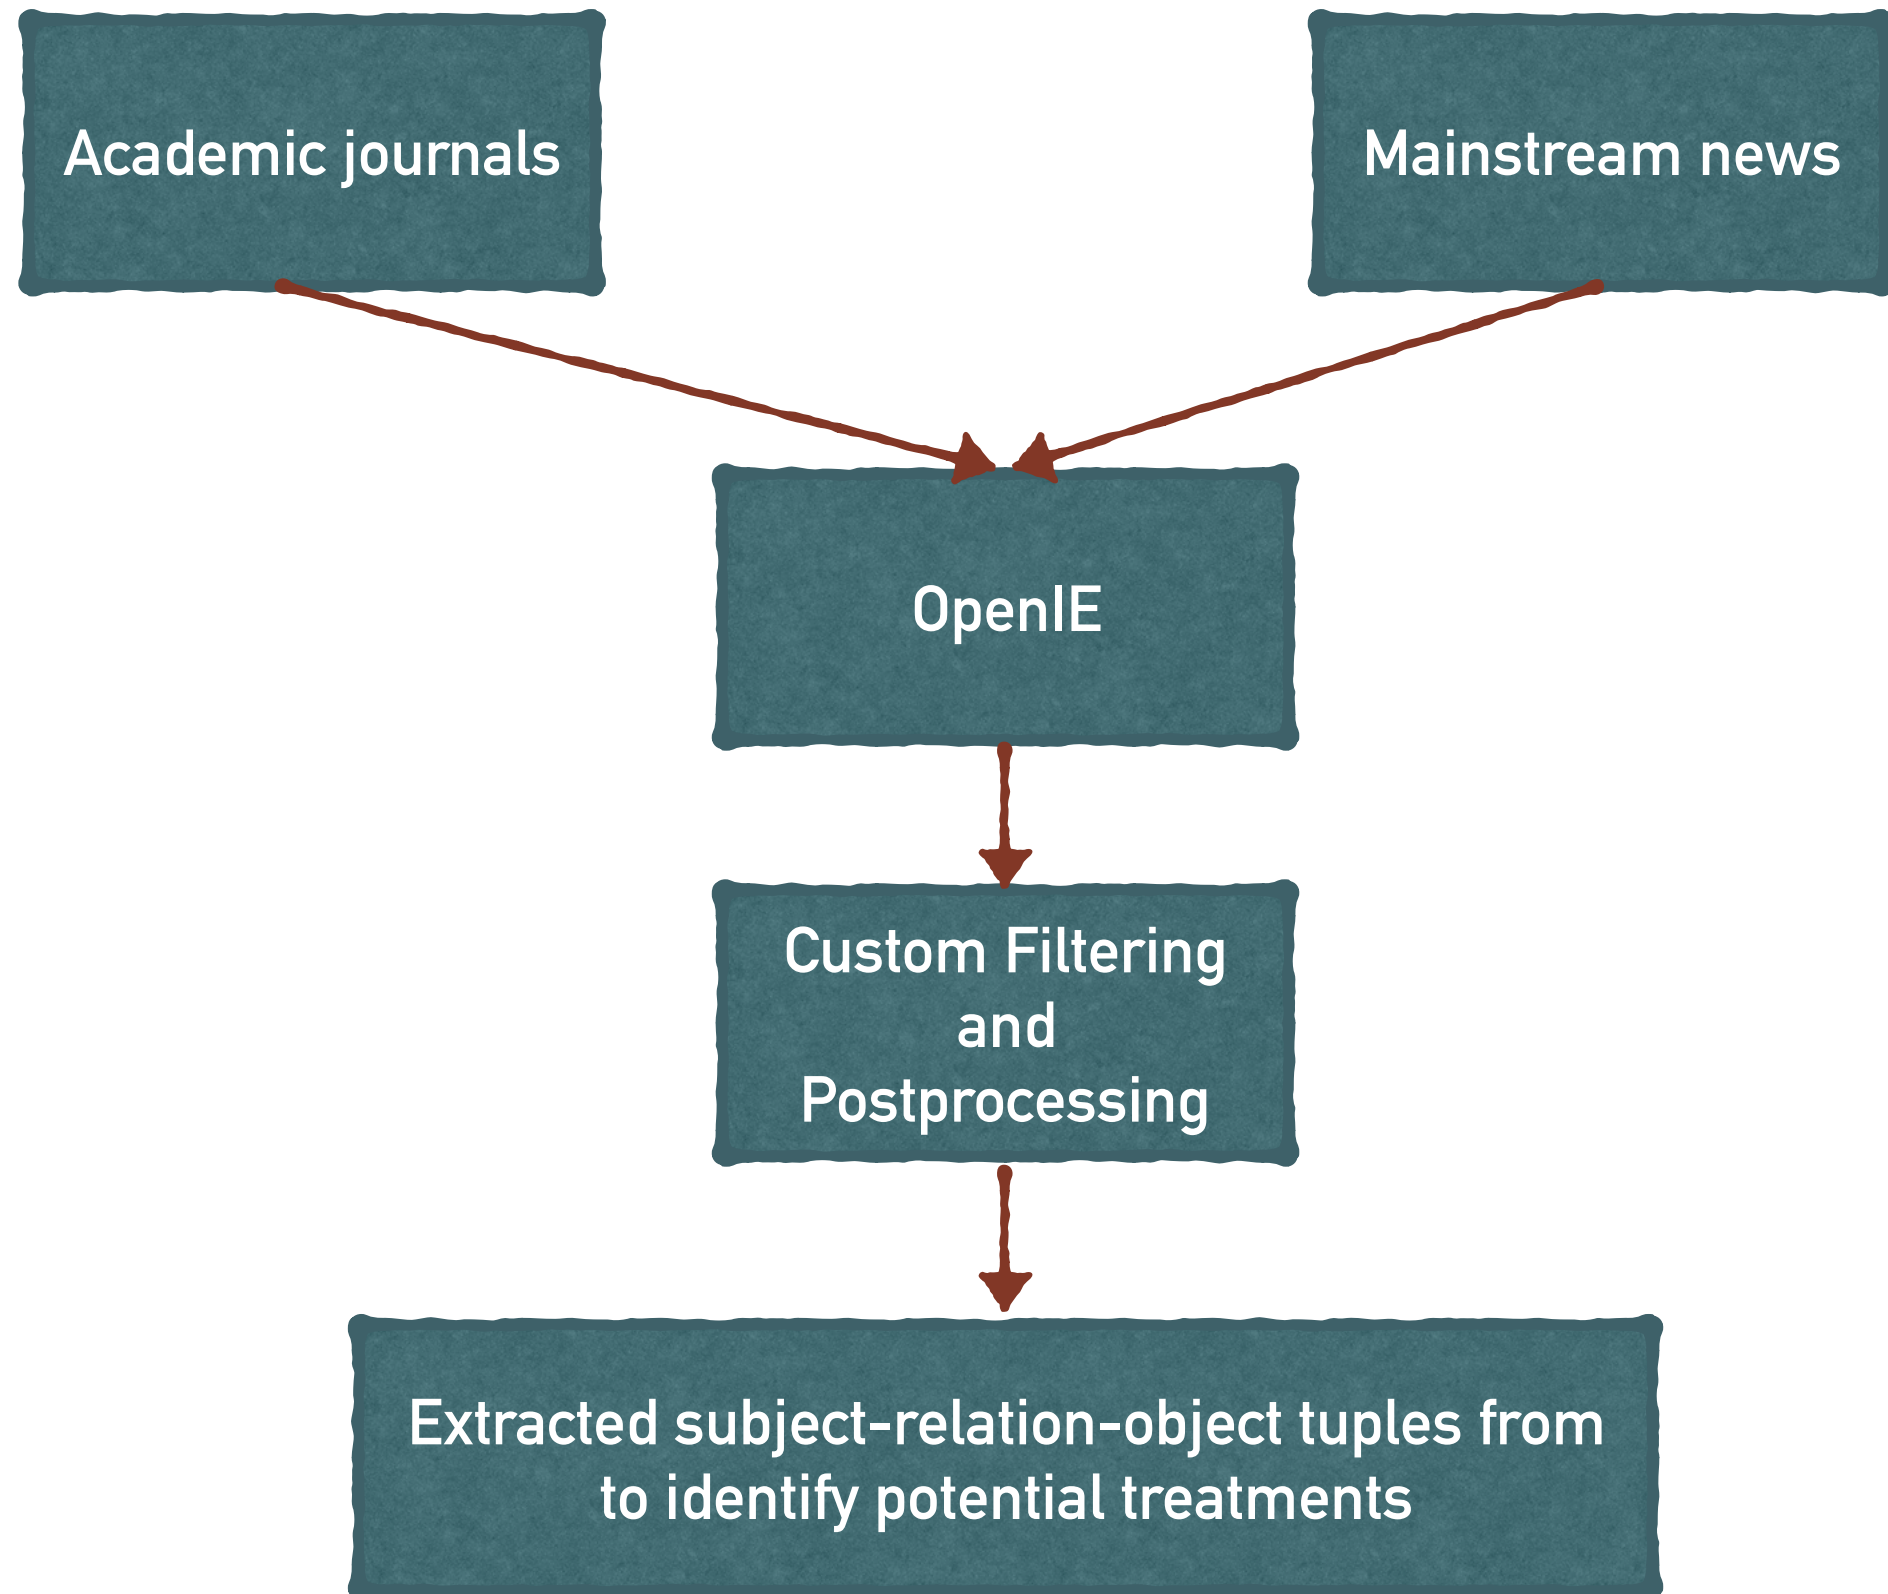 Academic journals
Mainstream news
OpenIE
Custom Filtering
and
Postprocessing
Extracted subject-relation-object tuples from
to identify potential treatments